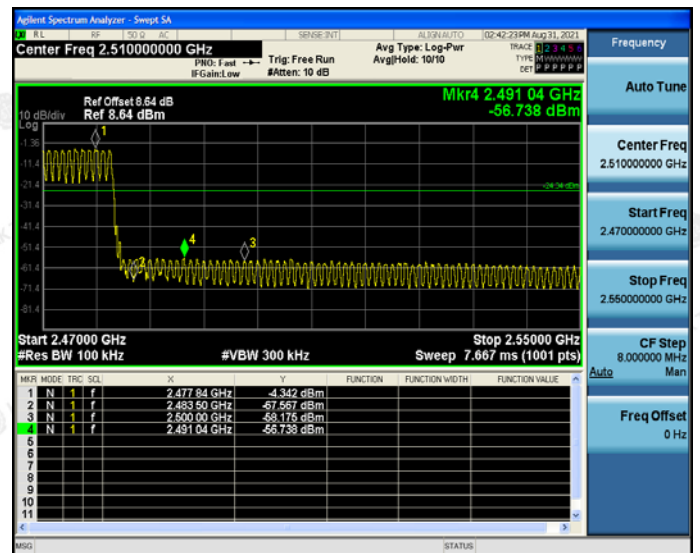 Agilent Spectrum Analyzer - Swept SA
RL RF 50 Ω AC SENSE:INT ALIGN AUTO 02:42:23PM Aug 31, 2021
Center Freq 2.510000000 GHz
PNO: Fast Trig: Free Run
IFGain:Low #Atten: 10 dB
Avg Type: Log-Pwr
Avg|Hold: 10/10
TRACE 1 2 3 4 5 6
TYPE M
DET P P P P P P
Frequency
Mkr4 2.491 04 GHz
-56.738 dBm
Ref Offset 8.64 dB
10 dB/div Ref 8.64 dBm
Log
-1.36
-11.4
-21.4
-31.4
-41.4
-51.4
-61.4
-71.4
-81.4
1
2
4
3
-24.34 dBm
Start 2.47000 GHz Stop 2.55000 GHz
#Res BW 100 kHz #VBW 300 kHz Sweep 7.667 ms (1001 pts)
MKR MODE TRC SCL X Y FUNCTION FUNCTION WIDTH FUNCTION VALUE
1 N 1 f 2.477 84 GHz -4.342 dBm
2 N 1 f 2.483 50 GHz -67.567 dBm
3 N 1 f 2.500 00 GHz -58.175 dBm
4 N 1 f 2.491 04 GHz -56.738 dBm
5
6
7
8
9
10
11
MSG STATUS
Auto Tune
Center Freq
2.510000000 GHz
Start Freq
2.470000000 GHz
Stop Freq
2.550000000 GHz
CF Step
8.000000 MHz
Auto Man
Freq Offset
0 Hz